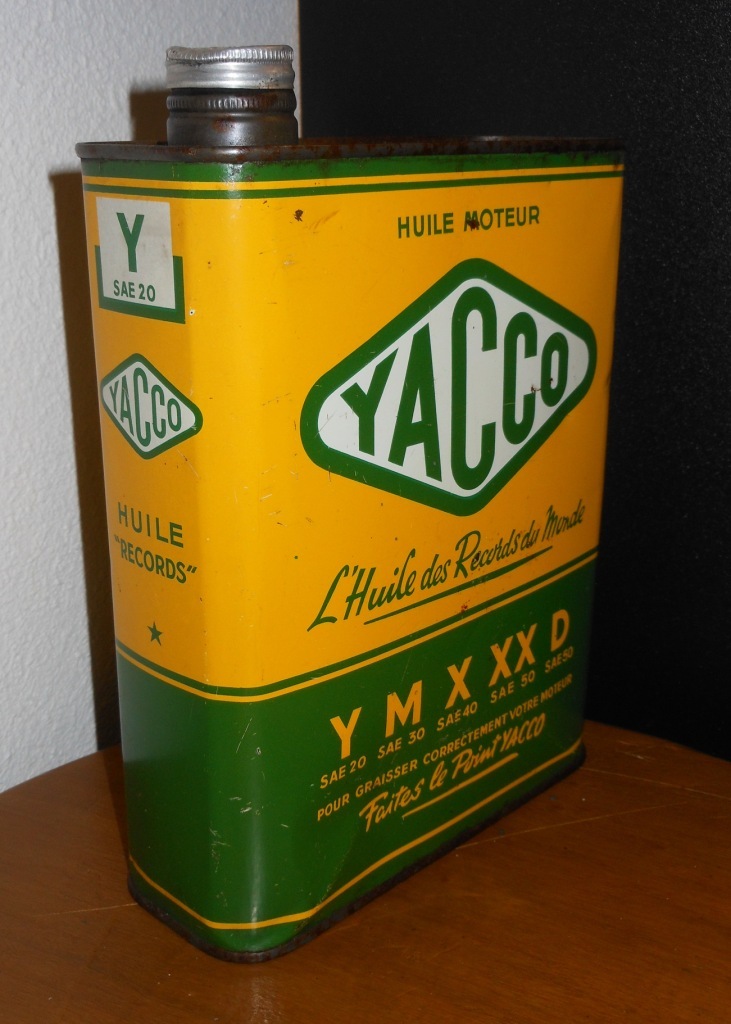 Y
SAE 20
YACCO
HUILE
"RECORDS"
HUILE MOTEUR
YACCO
L'Huile des Records du Monde
Y M X XX D
SAE 20 SAE 30 SAE 40 SAE 50 SAE 50
POUR GRAISSER CORRECTEMENT VOTRE MOTEUR
Faites le Point YACCO